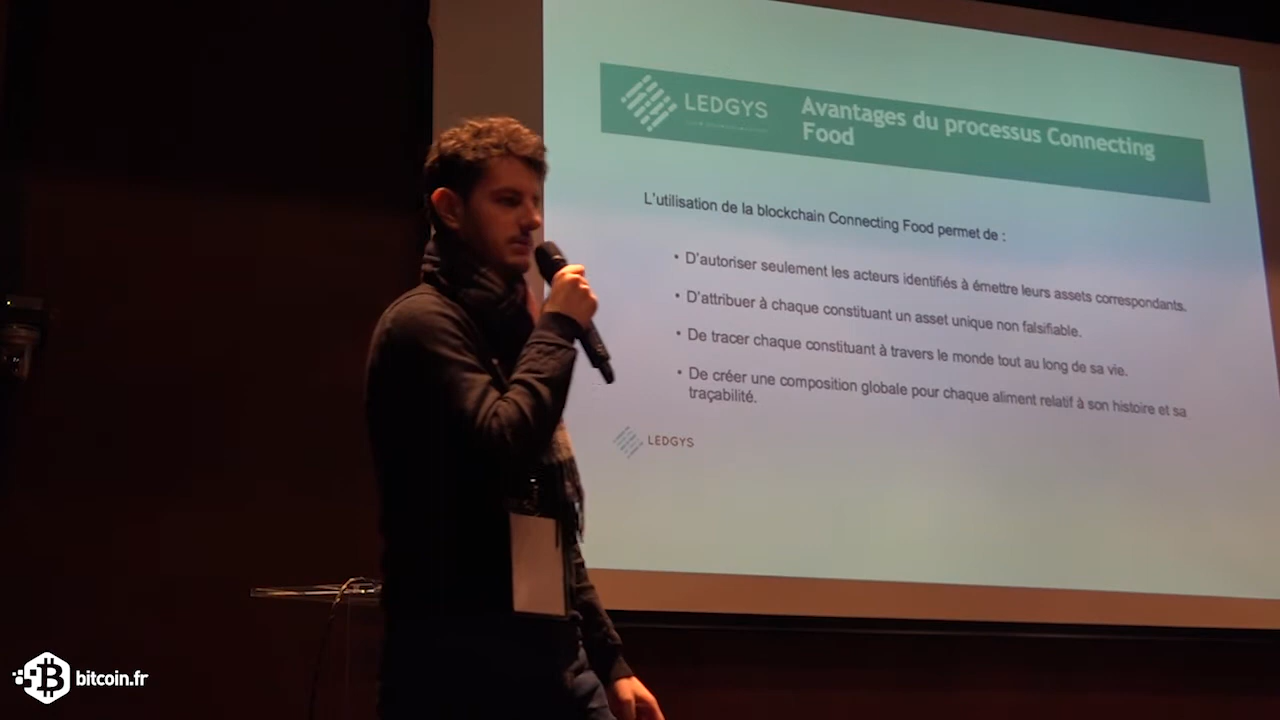 LEDGYS
Avantages du processus Connecting
Food
L'utilisation de la blockchain Connecting Food permet de :
• D'autoriser seulement les acteurs identifiés à émettre leurs assets correspondants.
• D'attribuer à chaque constituant un asset unique non falsifiable.
• De tracer chaque constituant à travers le monde tout au long de sa vie.
• De créer une composition globale pour chaque aliment relatif à son histoire et sa
traçabilité.
LEDGYS
bitcoin.fr